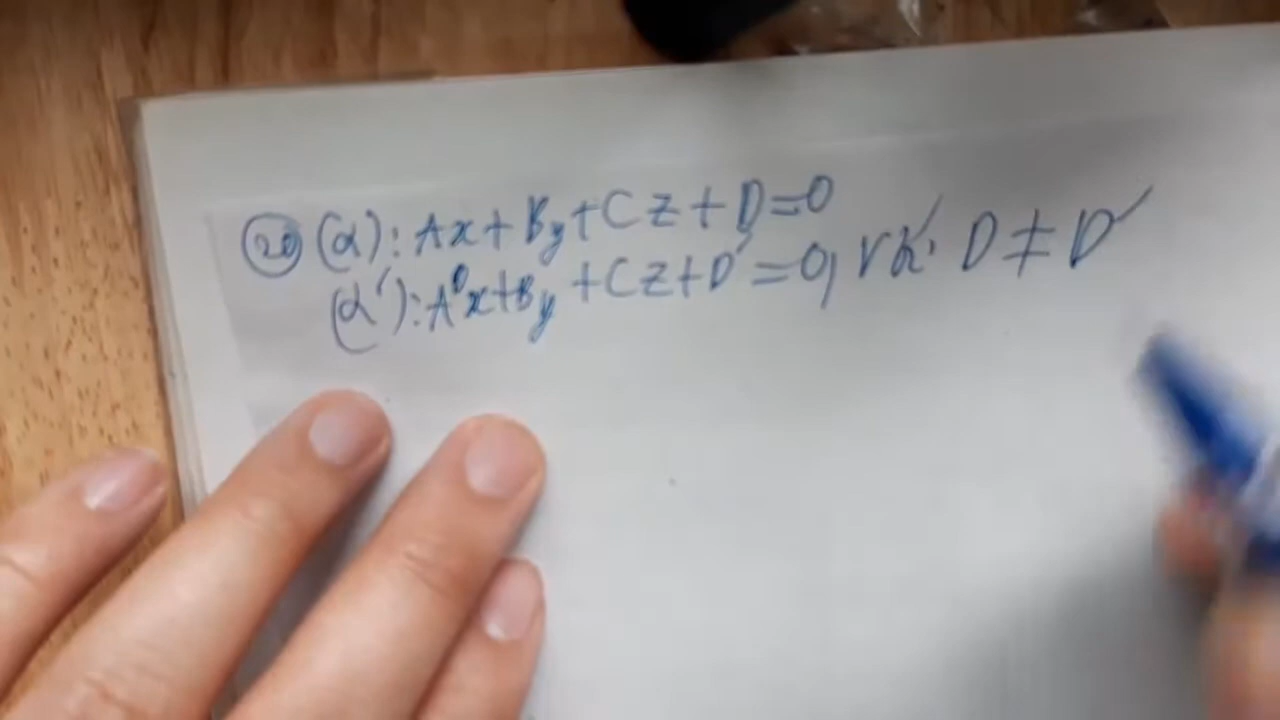 (20) (α): Ax + By + Cz + D = 0
(α'): Ax + By + Cz + D' = 0, với D ≠ D'